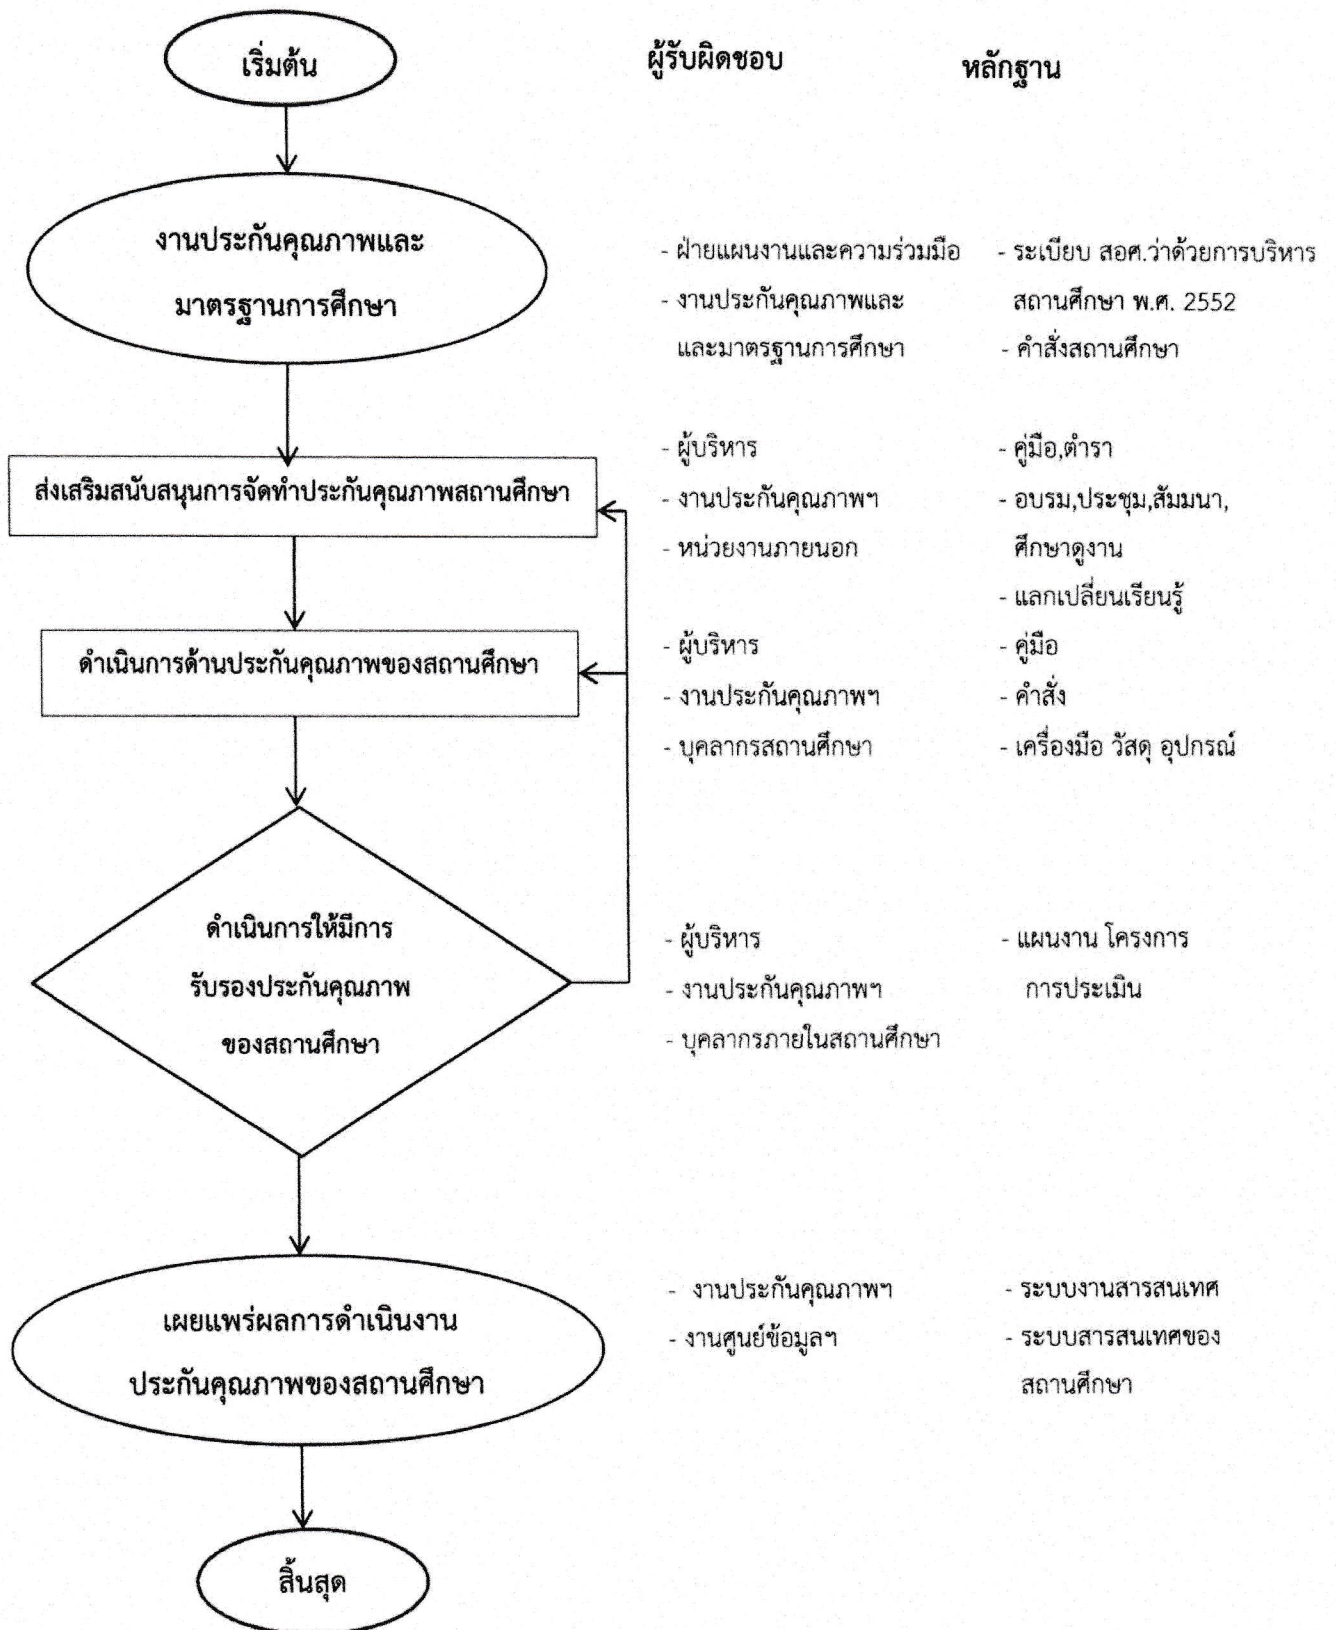 เริ่มต้น
ผู้รับผิดชอบ
หลักฐาน
งานประกันคุณภาพและ
มาตรฐานการศึกษา
- ฝ่ายแผนงานและความร่วมมือ
- งานประกันคุณภาพและ
และมาตรฐานการศึกษา
- ระเบียบ สอศ.ว่าด้วยการบริหาร
สถานศึกษา พ.ศ. 2552
- คำสั่งสถานศึกษา
ส่งเสริมสนับสนุนการจัดทำประกันคุณภาพสถานศึกษา
- ผู้บริหาร
- งานประกันคุณภาพฯ
- หน่วยงานภายนอก
- คู่มือ,ตำรา
- อบรม,ประชุม,สัมมนา,
ศึกษาดูงาน
- แลกเปลี่ยนเรียนรู้
ดำเนินการด้านประกันคุณภาพของสถานศึกษา
- ผู้บริหาร
- งานประกันคุณภาพฯ
- บุคลากรสถานศึกษา
- คู่มือ
- คำสั่ง
- เครื่องมือ วัสดุ อุปกรณ์
ดำเนินการให้มีการ
รับรองประกันคุณภาพ
ของสถานศึกษา
- ผู้บริหาร
- งานประกันคุณภาพฯ
- บุคลากรภายในสถานศึกษา
- แผนงาน โครงการ
การประเมิน
เผยแพร่ผลการดำเนินงาน
ประกันคุณภาพของสถานศึกษา
- งานประกันคุณภาพฯ
- งานศูนย์ข้อมูลฯ
- ระบบงานสารสนเทศ
- ระบบสารสนเทศของ
สถานศึกษา
สิ้นสุด